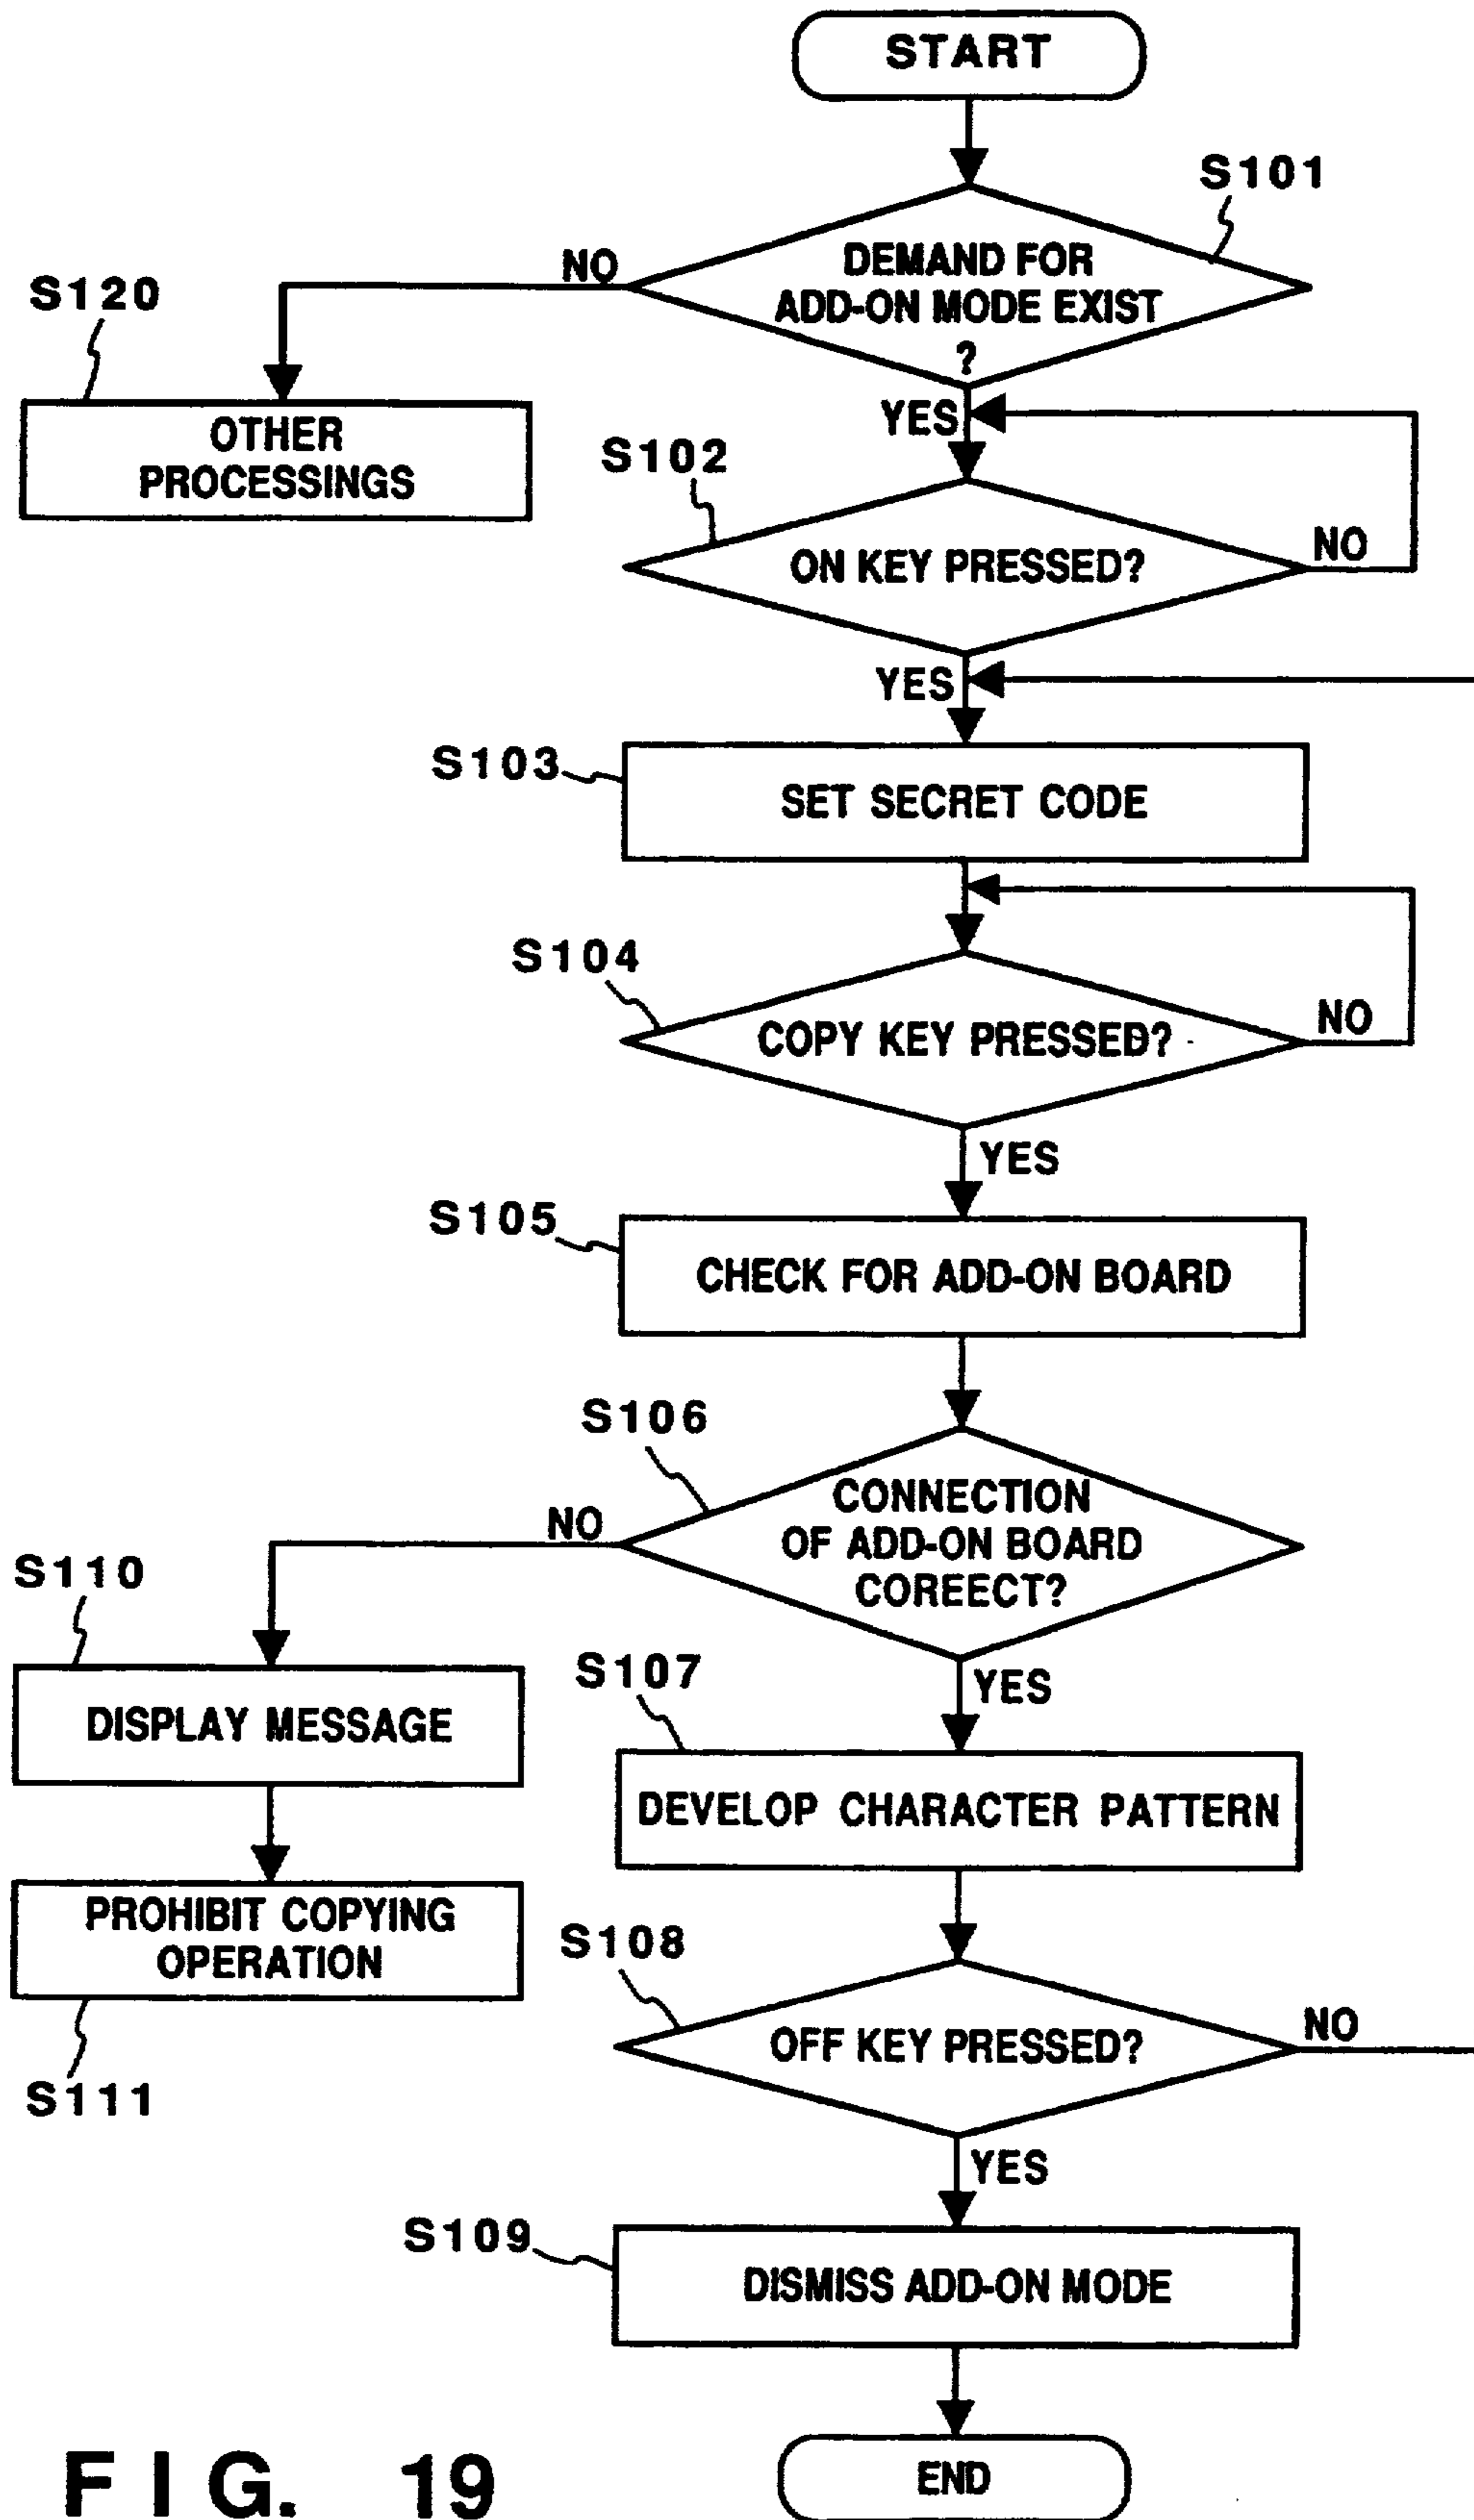 START
S101
DEMAND FOR
ADD-ON MODE EXIST
?
NO
S120
OTHER
PROCESSINGS
YES
S102
ON KEY PRESSED?
NO
YES
S103
SET SECRET CODE
S104
COPY KEY PRESSED?
NO
YES
S105
CHECK FOR ADD-ON BOARD
S106
CONNECTION
OF ADD-ON BOARD
COREECT?
NO
S110
DISPLAY MESSAGE
PROHIBIT COPYING
OPERATION
S111
YES
S107
DEVELOP CHARACTER PATTERN
S108
OFF KEY PRESSED?
NO
YES
S109
DISMISS ADD-ON MODE
END
FIG. 19